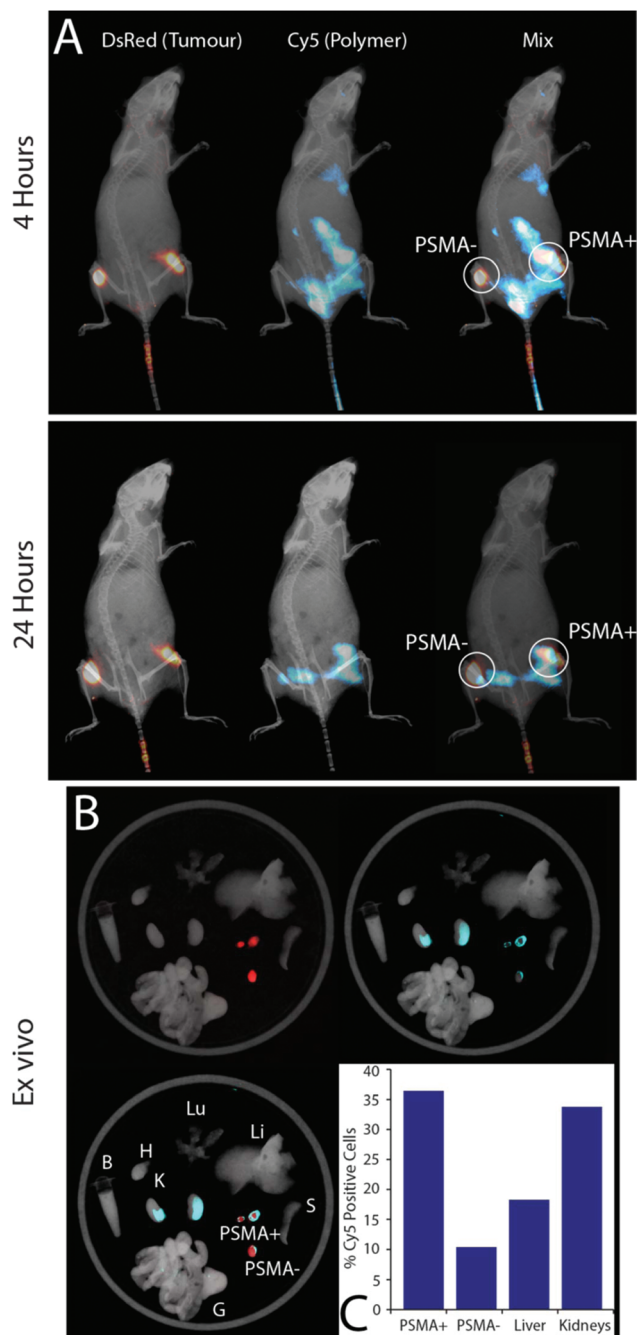 A
DsRed (Tumour) Cy5 (Polymer) Mix
4 Hours
PSMA- PSMA+
24 Hours
PSMA- PSMA+
B
Ex vivo
Lu
Li
B H
K
S
PSMA+
PSMA-
G
C
% Cy5 Positive Cells
40
35
30
25
20
15
10
5
0
PSMA+ PSMA- Liver Kidneys